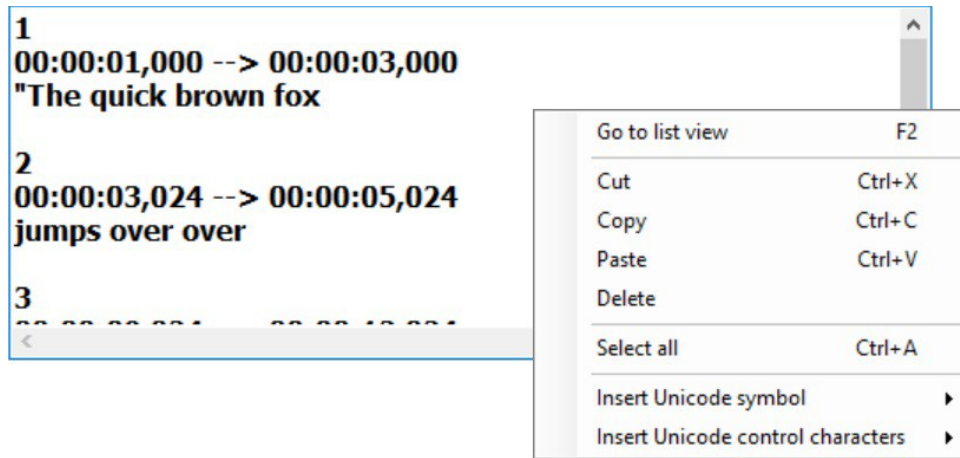 1
00:00:01,000 --> 00:00:03,000
"The quick brown fox
2
00:00:03,024 --> 00:00:05,024
jumps over over
3
Go to list view F2
Cut Ctrl+X
Copy Ctrl+C
Paste Ctrl+V
Delete
Select all Ctrl+A
Insert Unicode symbol
Insert Unicode control characters